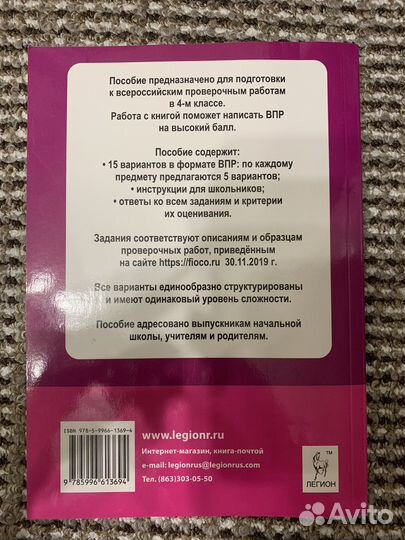 Пособие предназначено для подготовки
к всероссийским проверочным работам
в 4-м классе.
Работа с книгой поможет написать ВПР
на высокий балл.
Пособие содержит:
• 15 вариантов в формате ВПР: по каждому
предмету предлагаются 5 вариантов;
• инструкции для школьников;
• ответы ко всем заданиям и критерии
их оценивания.
Задания соответствуют описаниям и образцам
проверочных работ, приведённым
на сайте https://fioco.ru 30.11.2019 г.
Все варианты единообразно структурированы
и имеют одинаковый уровень сложности.
Пособие адресовано выпускникам начальной
школы, учителям и родителям.
ISBN 978-5-9966-1369-4
9 785996 613694
www.legionr.ru
Интернет-магазин, книга-почтой
e-mail: legionrus@legionrus.com
Тел. (863)303-05-50
TM
ЛЕГИОН
Avito